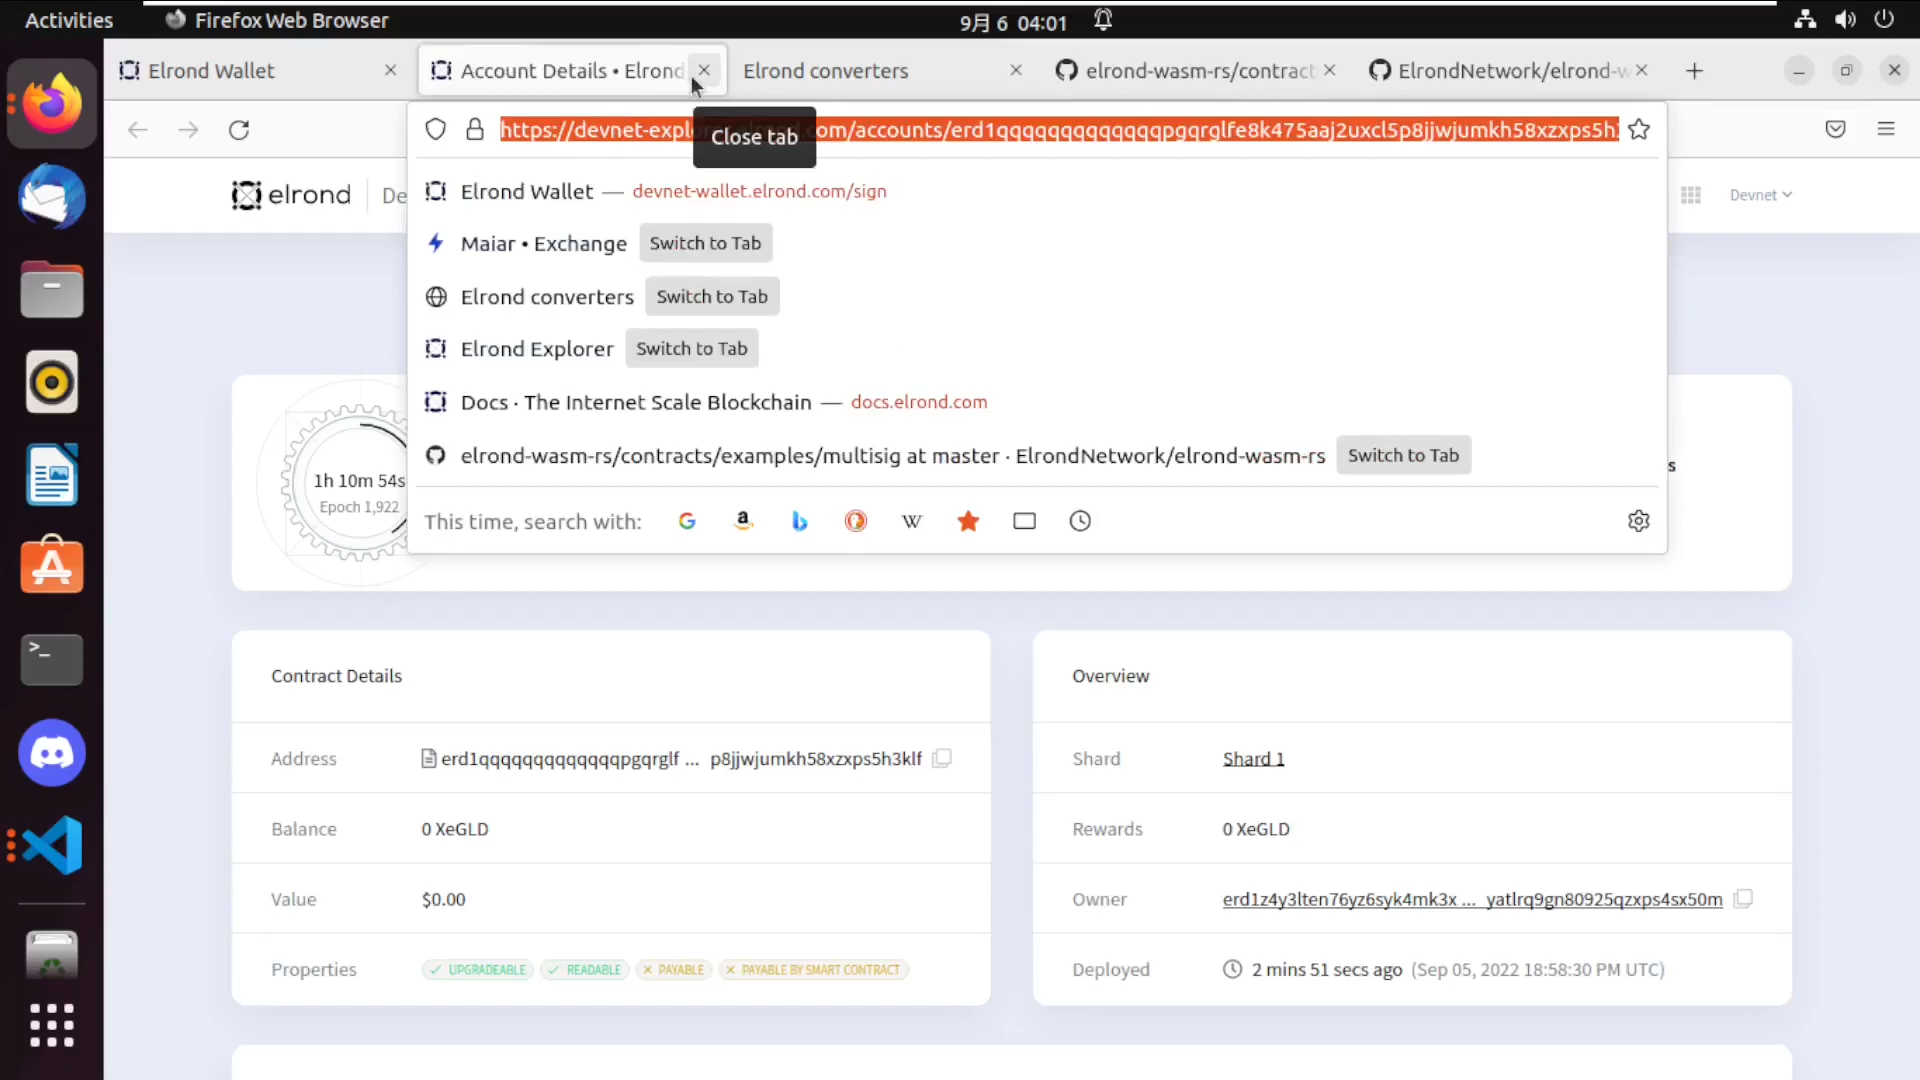 Activities
Firefox Web Browser
9月 6 04:01
Elrond Wallet
Account Details • Elrond
Elrond converters
elrond-wasm-rs/contract
ElrondNetwork/elrond-w
Close tab
Elrond Wallet — devnet-wallet.elrond.com/sign
Maiar • Exchange Switch to Tab
Elrond converters Switch to Tab
Elrond Explorer Switch to Tab
Docs · The Internet Scale Blockchain — docs.elrond.com
elrond-wasm-rs/contracts/examples/multisig at master · ElrondNetwork/elrond-wasm-rs Switch to Tab
This time, search with:
elrond
De
Devnet
1h 10m 54s
Epoch 1,922
s
Contract Details
Address erd1qqqqqqqqqqqqqpgqrglf ... p8jjwjumkh58xzxps5h3klf
Balance 0 XeGLD
Value $0.00
Properties UPGRADEABLE READABLE PAYABLE PAYABLE BY SMART CONTRACT
Overview
Shard Shard 1
Rewards 0 XeGLD
Owner erd1z4y3lten76yz6syk4mk3x ... yatlrq9gn80925qzxps4sx50m
Deployed 2 mins 51 secs ago (Sep 05, 2022 18:58:30 PM UTC)